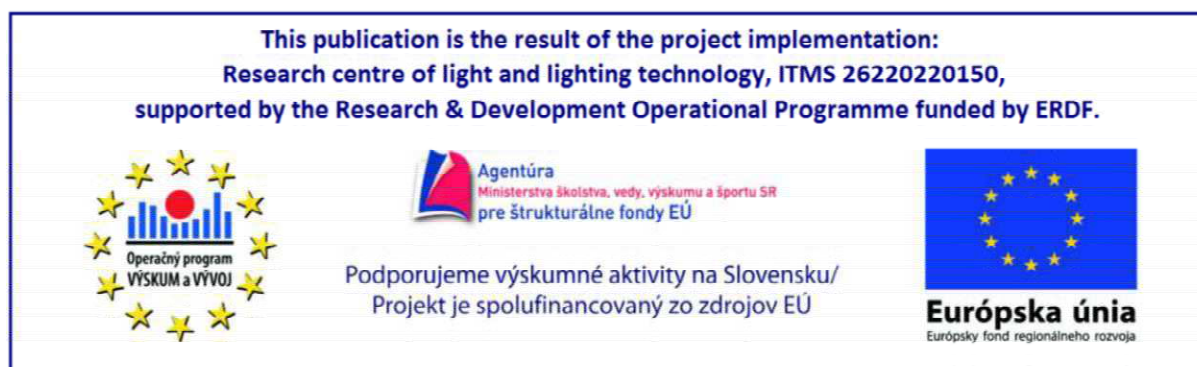 This publication is the result of the project implementation:
Research centre of light and lighting technology, ITMS 26220220150,
supported by the Research & Development Operational Programme funded by ERDF.
Operačný program
VÝSKUM a VÝVOJ
Agentúra
Ministerstva školstva, vedy, výskumu a športu SR
pre štrukturálne fondy EÚ
Podporujeme výskumné aktivity na Slovensku/
Projekt je spolufinancovaný zo zdrojov EÚ
Európska únia
Európsky fond regionálneho rozvoja